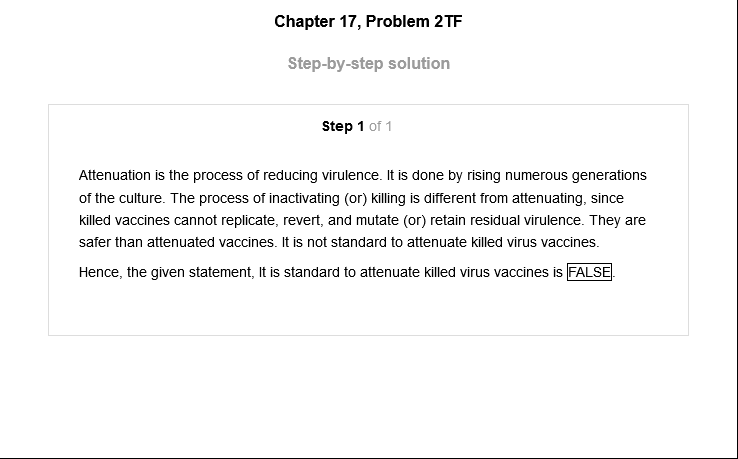 Chapter 17, Problem 2TF
Step-by-step solution
Step 1 of 1
Attenuation is the process of reducing virulence. It is done by rising numerous generations
of the culture. The process of inactivating (or) killing is different from attenuating, since
killed vaccines cannot replicate, revert, and mutate (or) retain residual virulence. They are
safer than attenuated vaccines. It is not standard to attenuate killed virus vaccines.
Hence, the given statement, It is standard to attenuate killed virus vaccines is FALSE.